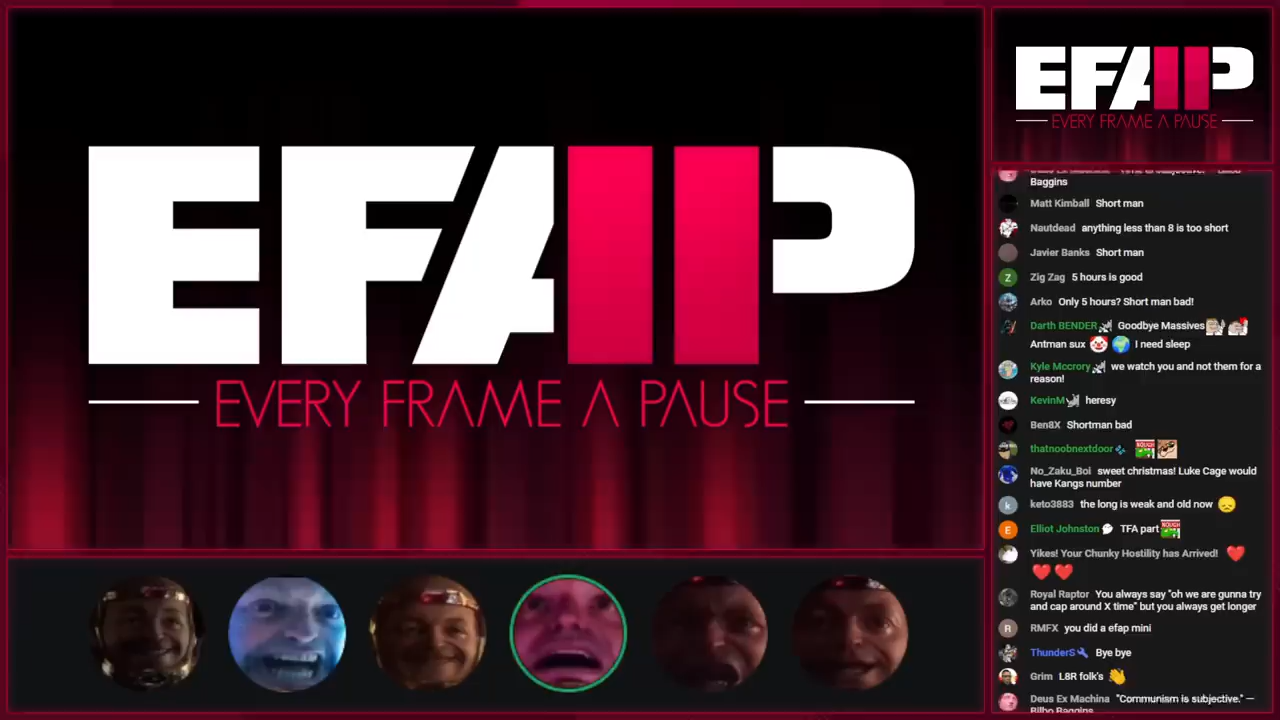 EFAP
EVERY FRAME A PAUSE
EFAP
EVERY FRAME A PAUSE
Baggins
Matt Kimball Short man
Nautdead anything less than 8 is too short
Javier Banks Short man
Z
Zig Zag 5 hours is good
Arko Only 5 hours? Short man bad!
Darth BENDER Goodbye Massives
Antman sux I need sleep
Kyle Mccrory we watch you and not them for a
reason!
KevinM heresy
Ben8X Shortman bad
thatnoobnextdoor
No_Zaku_Boi sweet christmas! Luke Cage would
have Kangs number
k
keto3883 the long is weak and old now
E
Elliot Johnston TFA part
Yikes! Your Chunky Hostility has Arrived!
Royal Raptor You always say "oh we are gunna try
and cap around X time" but you always get longer
R
RMFX you did a efap mini
ThunderS Bye bye
Grim L8R folk's
Deus Ex Machina "Communism is subjective." —
Bilbo Baggins